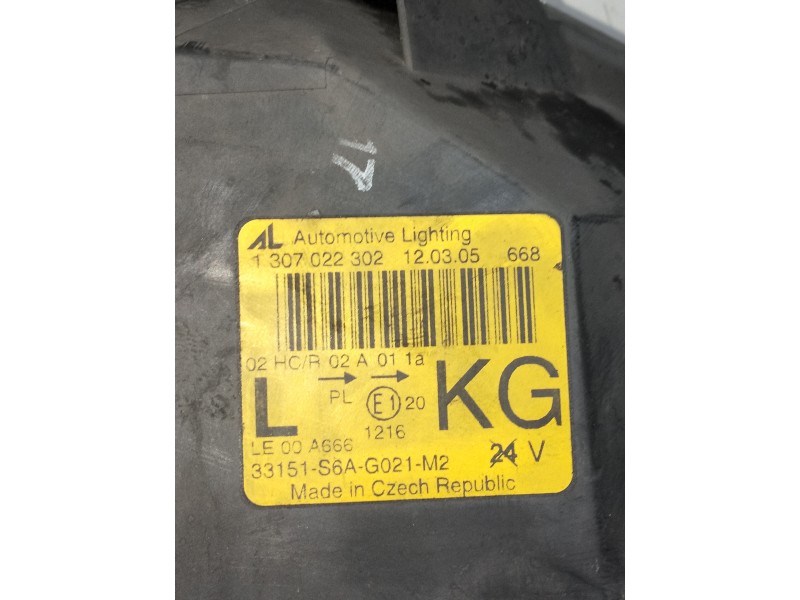 17
AL Automotive Lighting
1 307 022 302 12.03.05 668
02 HC/R 02 A 01 1a
L → → KG
PL E1 20
1216
LE 00 A666
33151-S6A-G021-M2 24 V
Made in Czech Republic